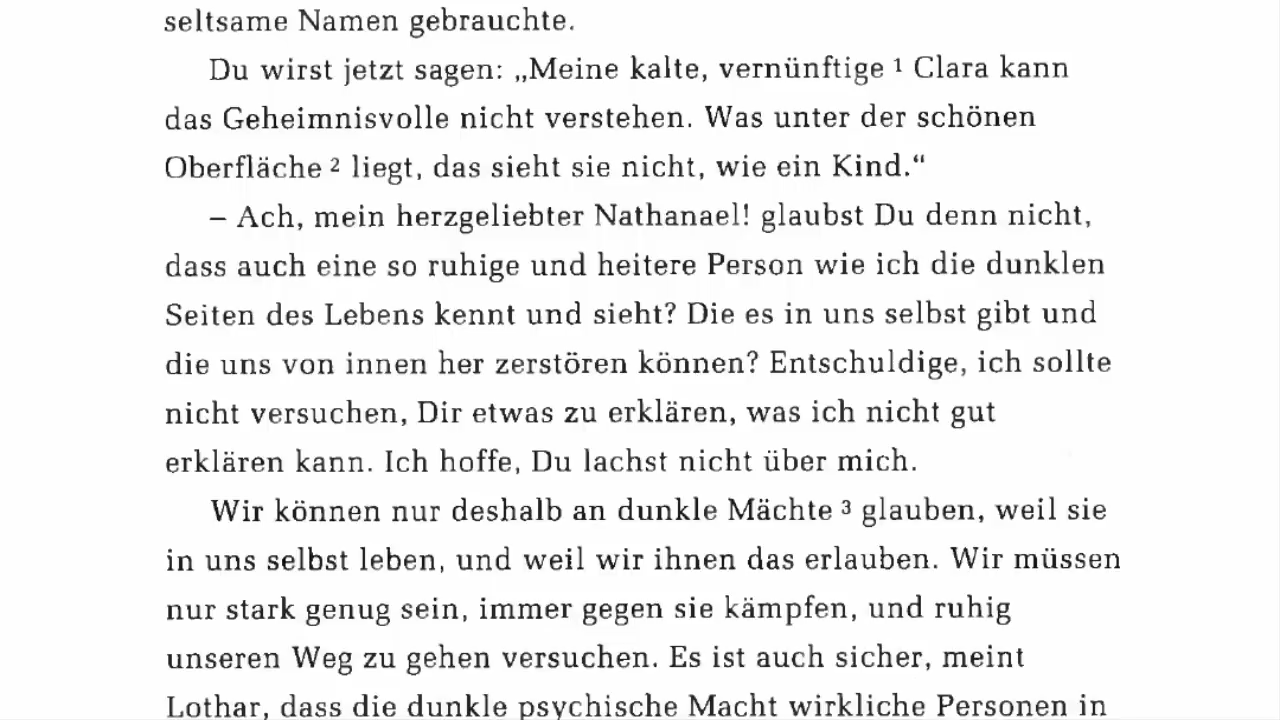 seltsame Namen gebrauchte.
Du wirst jetzt sagen: „Meine kalte, vernünftige ¹ Clara kann
das Geheimnisvolle nicht verstehen. Was unter der schönen
Oberfläche ² liegt, das sieht sie nicht, wie ein Kind.“
– Ach, mein herzgeliebter Nathanael! glaubst Du denn nicht,
dass auch eine so ruhige und heitere Person wie ich die dunklen
Seiten des Lebens kennt und sieht? Die es in uns selbst gibt und
die uns von innen her zerstören können? Entschuldige, ich sollte
nicht versuchen, Dir etwas zu erklären, was ich nicht gut
erklären kann. Ich hoffe, Du lachst nicht über mich.
Wir können nur deshalb an dunkle Mächte ³ glauben, weil sie
in uns selbst leben, und weil wir ihnen das erlauben. Wir müssen
nur stark genug sein, immer gegen sie kämpfen, und ruhig
unseren Weg zu gehen versuchen. Es ist auch sicher, meint
Lothar, dass die dunkle psychische Macht wirkliche Personen in